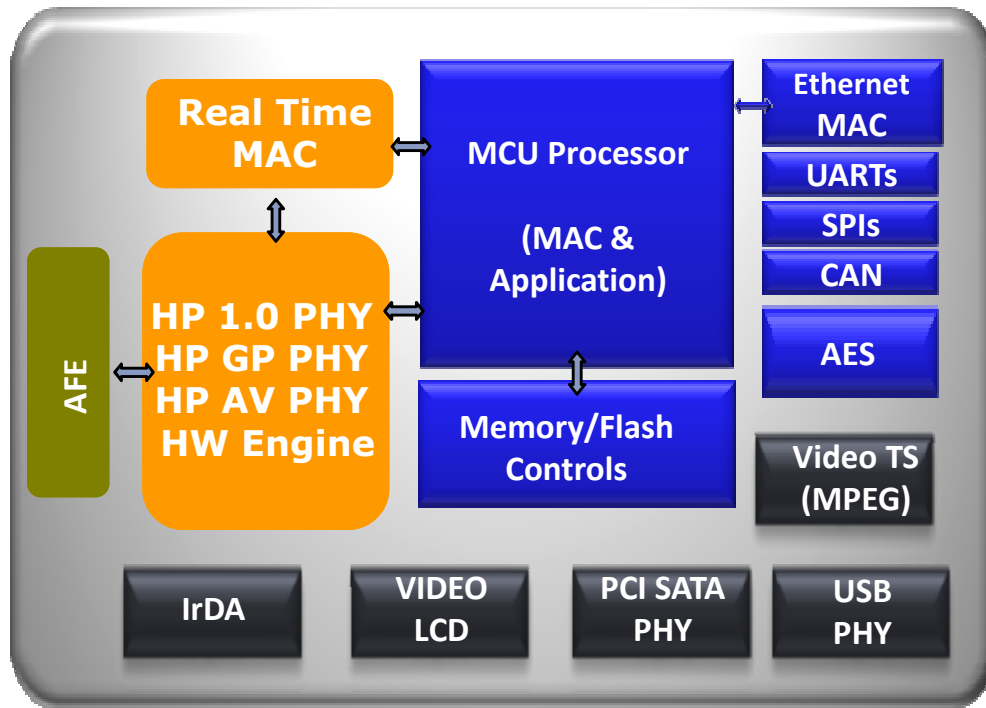 Real Time
MAC
MCU Processor
(MAC &
Application)
Ethernet
MAC
UARTs
SPIs
CAN
AES
AFE
HP 1.0 PHY
HP GP PHY
HP AV PHY
HW Engine
Memory/Flash
Controls
Video TS
(MPEG)
IrDA
VIDEO
LCD
PCI SATA
PHY
USB
PHY